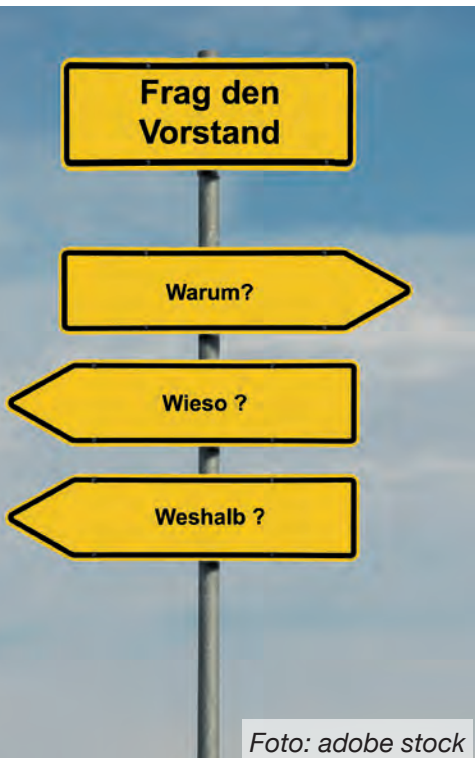 Frag den
Vorstand
Warum?
Wieso ?
Weshalb ?
Foto: adobe stock